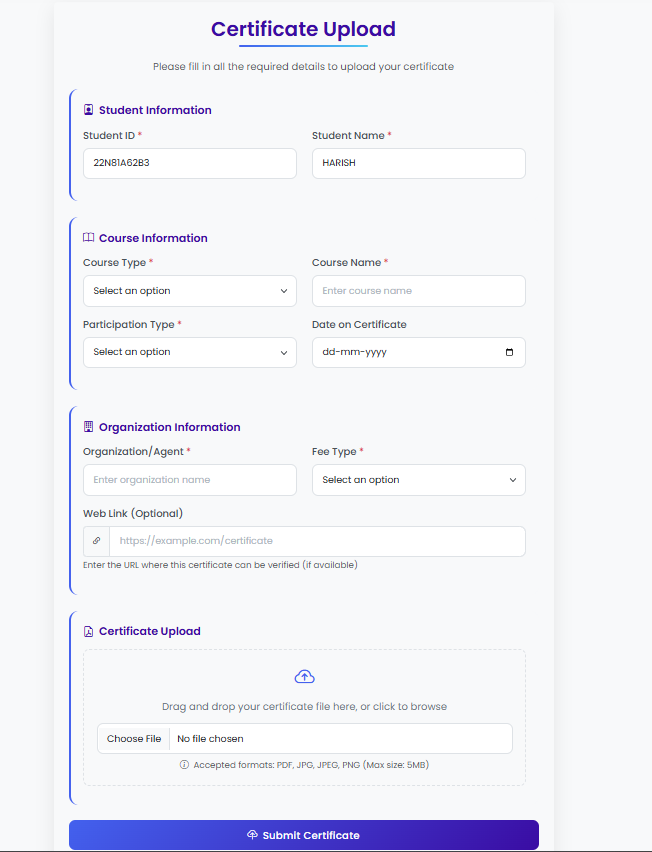 Certificate Upload
Please fill in all the required details to upload your certificate
Student Information
Student ID * Student Name *
22N81A62B3 HARISH
Course Information
Course Type * Course Name *
Select an option Enter course name
Participation Type * Date on Certificate
Select an option dd-mm-yyyy
Organization Information
Organization/Agent * Fee Type *
Enter organization name Select an option
Web Link (Optional)
https://example.com/certificate
Enter the URL where this certificate can be verified (if available)
Certificate Upload
Drag and drop your certificate file here, or click to browse
Choose File No file chosen
Accepted formats: PDF, JPG, JPEG, PNG (Max size: 5MB)
Submit Certificate